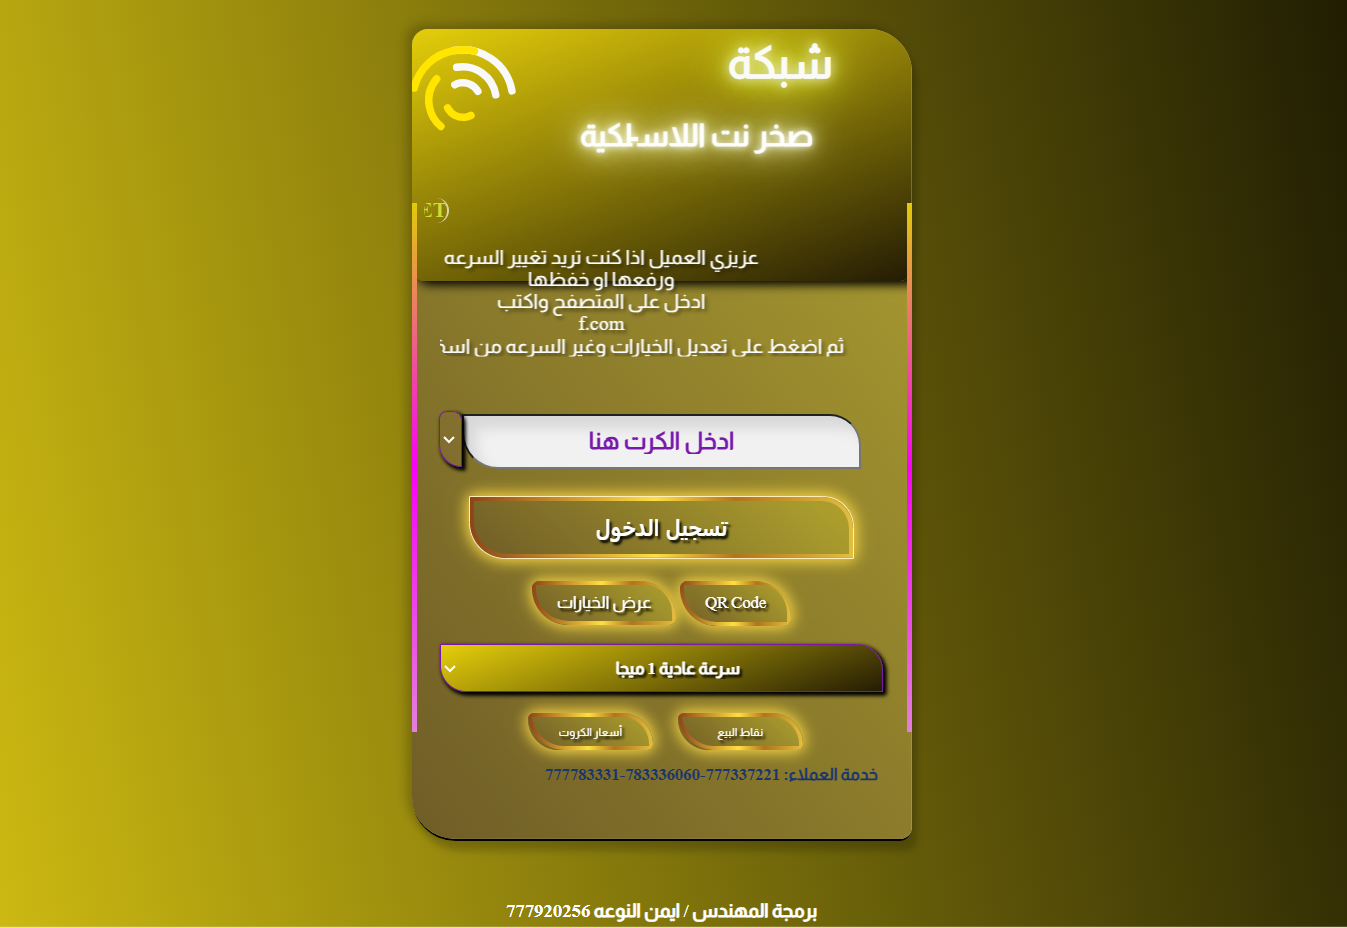 شبكة
صخر نت اللاسلكية
ET)
عزيزي العميل اذا كنت تريد تغيير السرعه
ورفعها او خفظها
ادخل على المتصفح واكتب
f.com
ثم اضغط على تعديل الخيارات وغير السرعه من
ادخل الكرت هنا
تسجيل الدخول
QR Code
عرض الخيارات
سرعة عادية 1 ميجا
نقاط البيع
أسعار الكروت
خدمة العملاء: 777337221-783336060-777783331
برمجة المهندس / ايمن النوعه 777920256